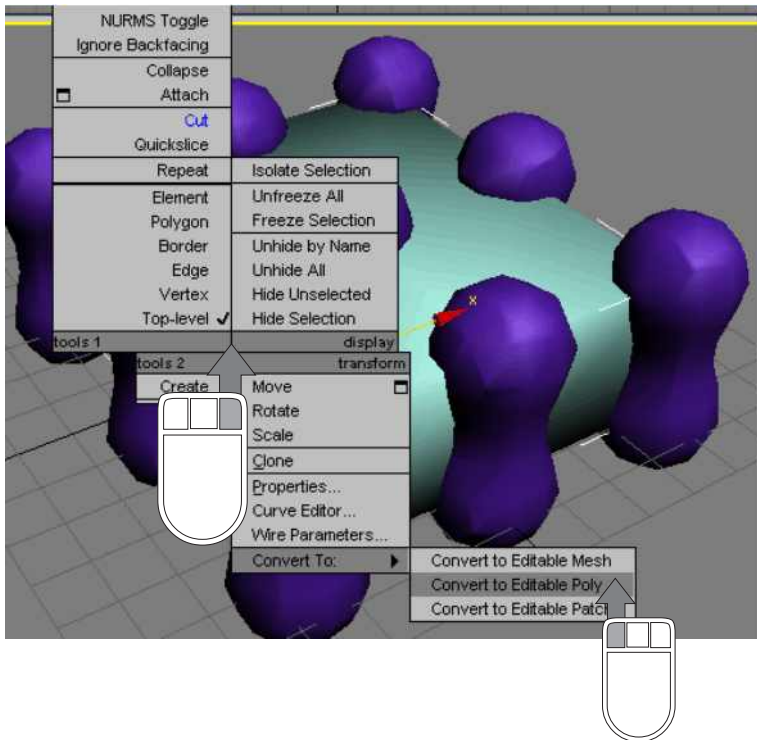 NURMS Toggle
Ignore Backfacing
Collapse
Attach
Cut
Quickslice
Repeat
Element
Polygon
Border
Edge
Vertex
Top-level
tools 1
Isolate Selection
Unfreeze All
Freeze Selection
Unhide by Name
Unhide All
Hide Unselected
Hide Selection
display
tools 2
Create
transform
Move
Rotate
Scale
Clone
Properties...
Curve Editor...
Wire Parameters...
Convert To:
Convert to Editable Mesh
Convert to Editable Poly
Convert to Editable Patch
x